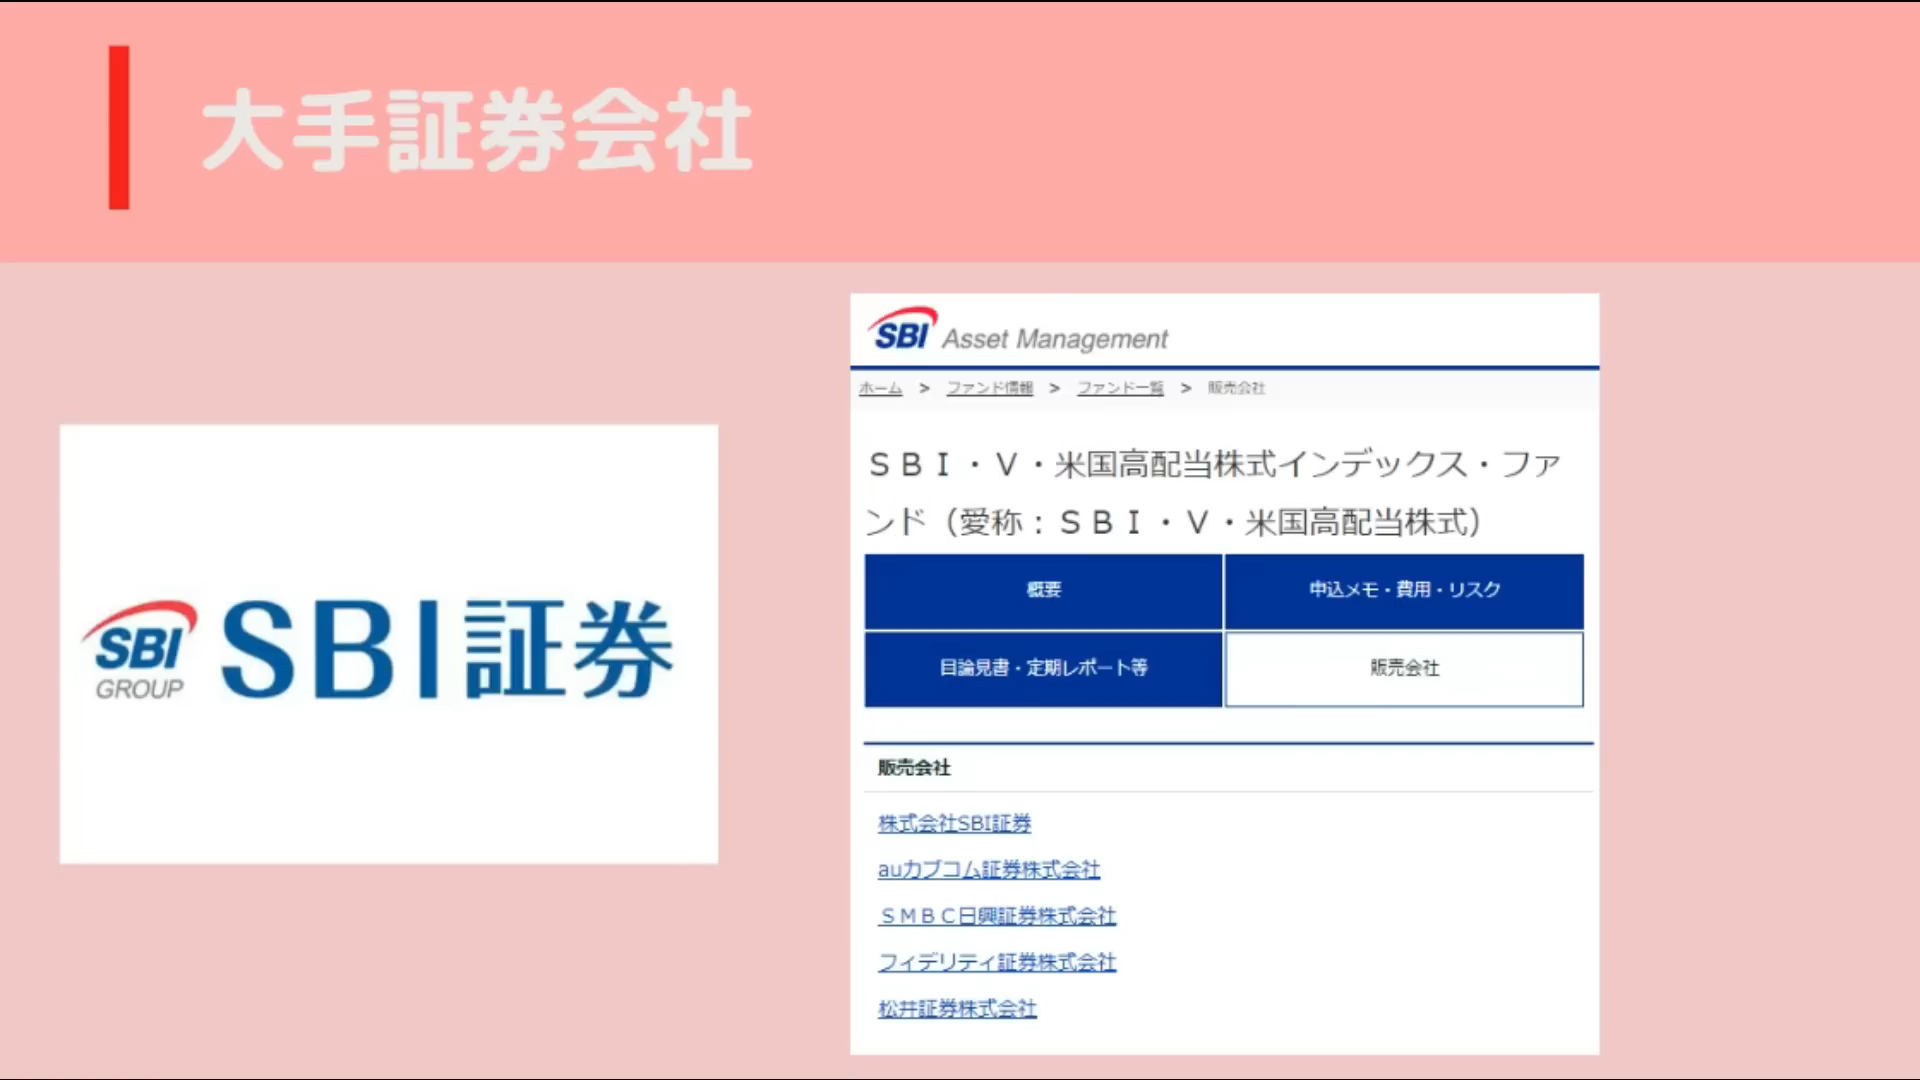 大手証券会社
SBI
GROUP
SBI証券
SBI Asset Management
ホーム > ファンド情報 > ファンド一覧 > 販売会社
ＳＢＩ・Ｖ・米国高配当株式インデックス・ファ
ンド（愛称：ＳＢＩ・Ｖ・米国高配当株式）
概要
申込メモ・費用・リスク
目論見書・定期レポート等
販売会社
販売会社
株式会社SBI証券
auカブコム証券株式会社
ＳＭＢＣ日興証券株式会社
フィデリティ証券株式会社
松井証券株式会社